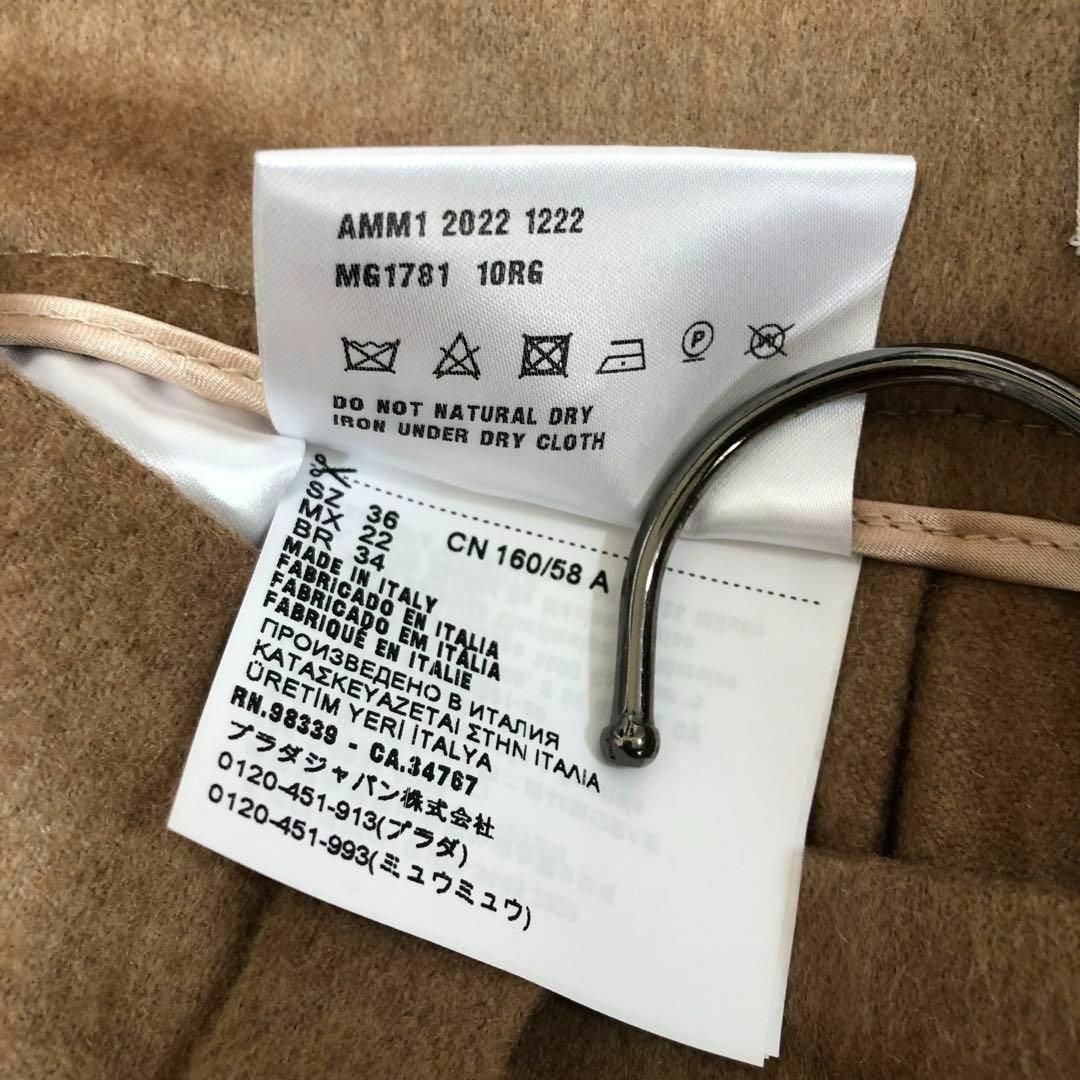 AMM1 2022 1222
MG1781 10RG
P
W
DO NOT NATURAL DRY
IRON UNDER DRY CLOTH
SZ 36
MX 22 CN 160/58 A
BR 34
MADE IN ITALY
FABRICADO EN ITALIA
FABRICADO EM ITÁLIA
FABRIQUÉ EN ITALIE
ПРОИЗВЕДЕНО В ИТАЛИЯ
ΚΑΤΑΣΚΕΥΑΖΕΤΑΙ ΣΤΗΝ ΙΤΑΛΙΑ
ÜRETİM YERİ İTALYA
RN.98339 - CA.34767
プラダジャパン株式会社
0120-451-913(プラダ)
0120-451-993(ミュウミュウ)